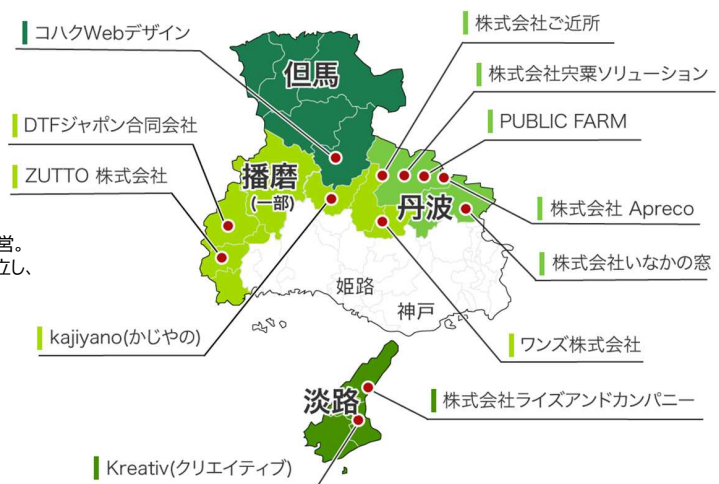 コハクWebデザイン
株式会社ご近所
株式会社宍粟ソリューション
但馬
DTFジャポン合同会社
PUBLIC FARM
ZUTTO 株式会社
播磨
(一部)
丹波
株式会社 Apreco
営。
立し、
株式会社いなかの窓
姫路
神戸
kajiyano(かじやの)
ワンズ株式会社
淡路
株式会社ライズアンドカンパニー
Kreativ(クリエイティブ)